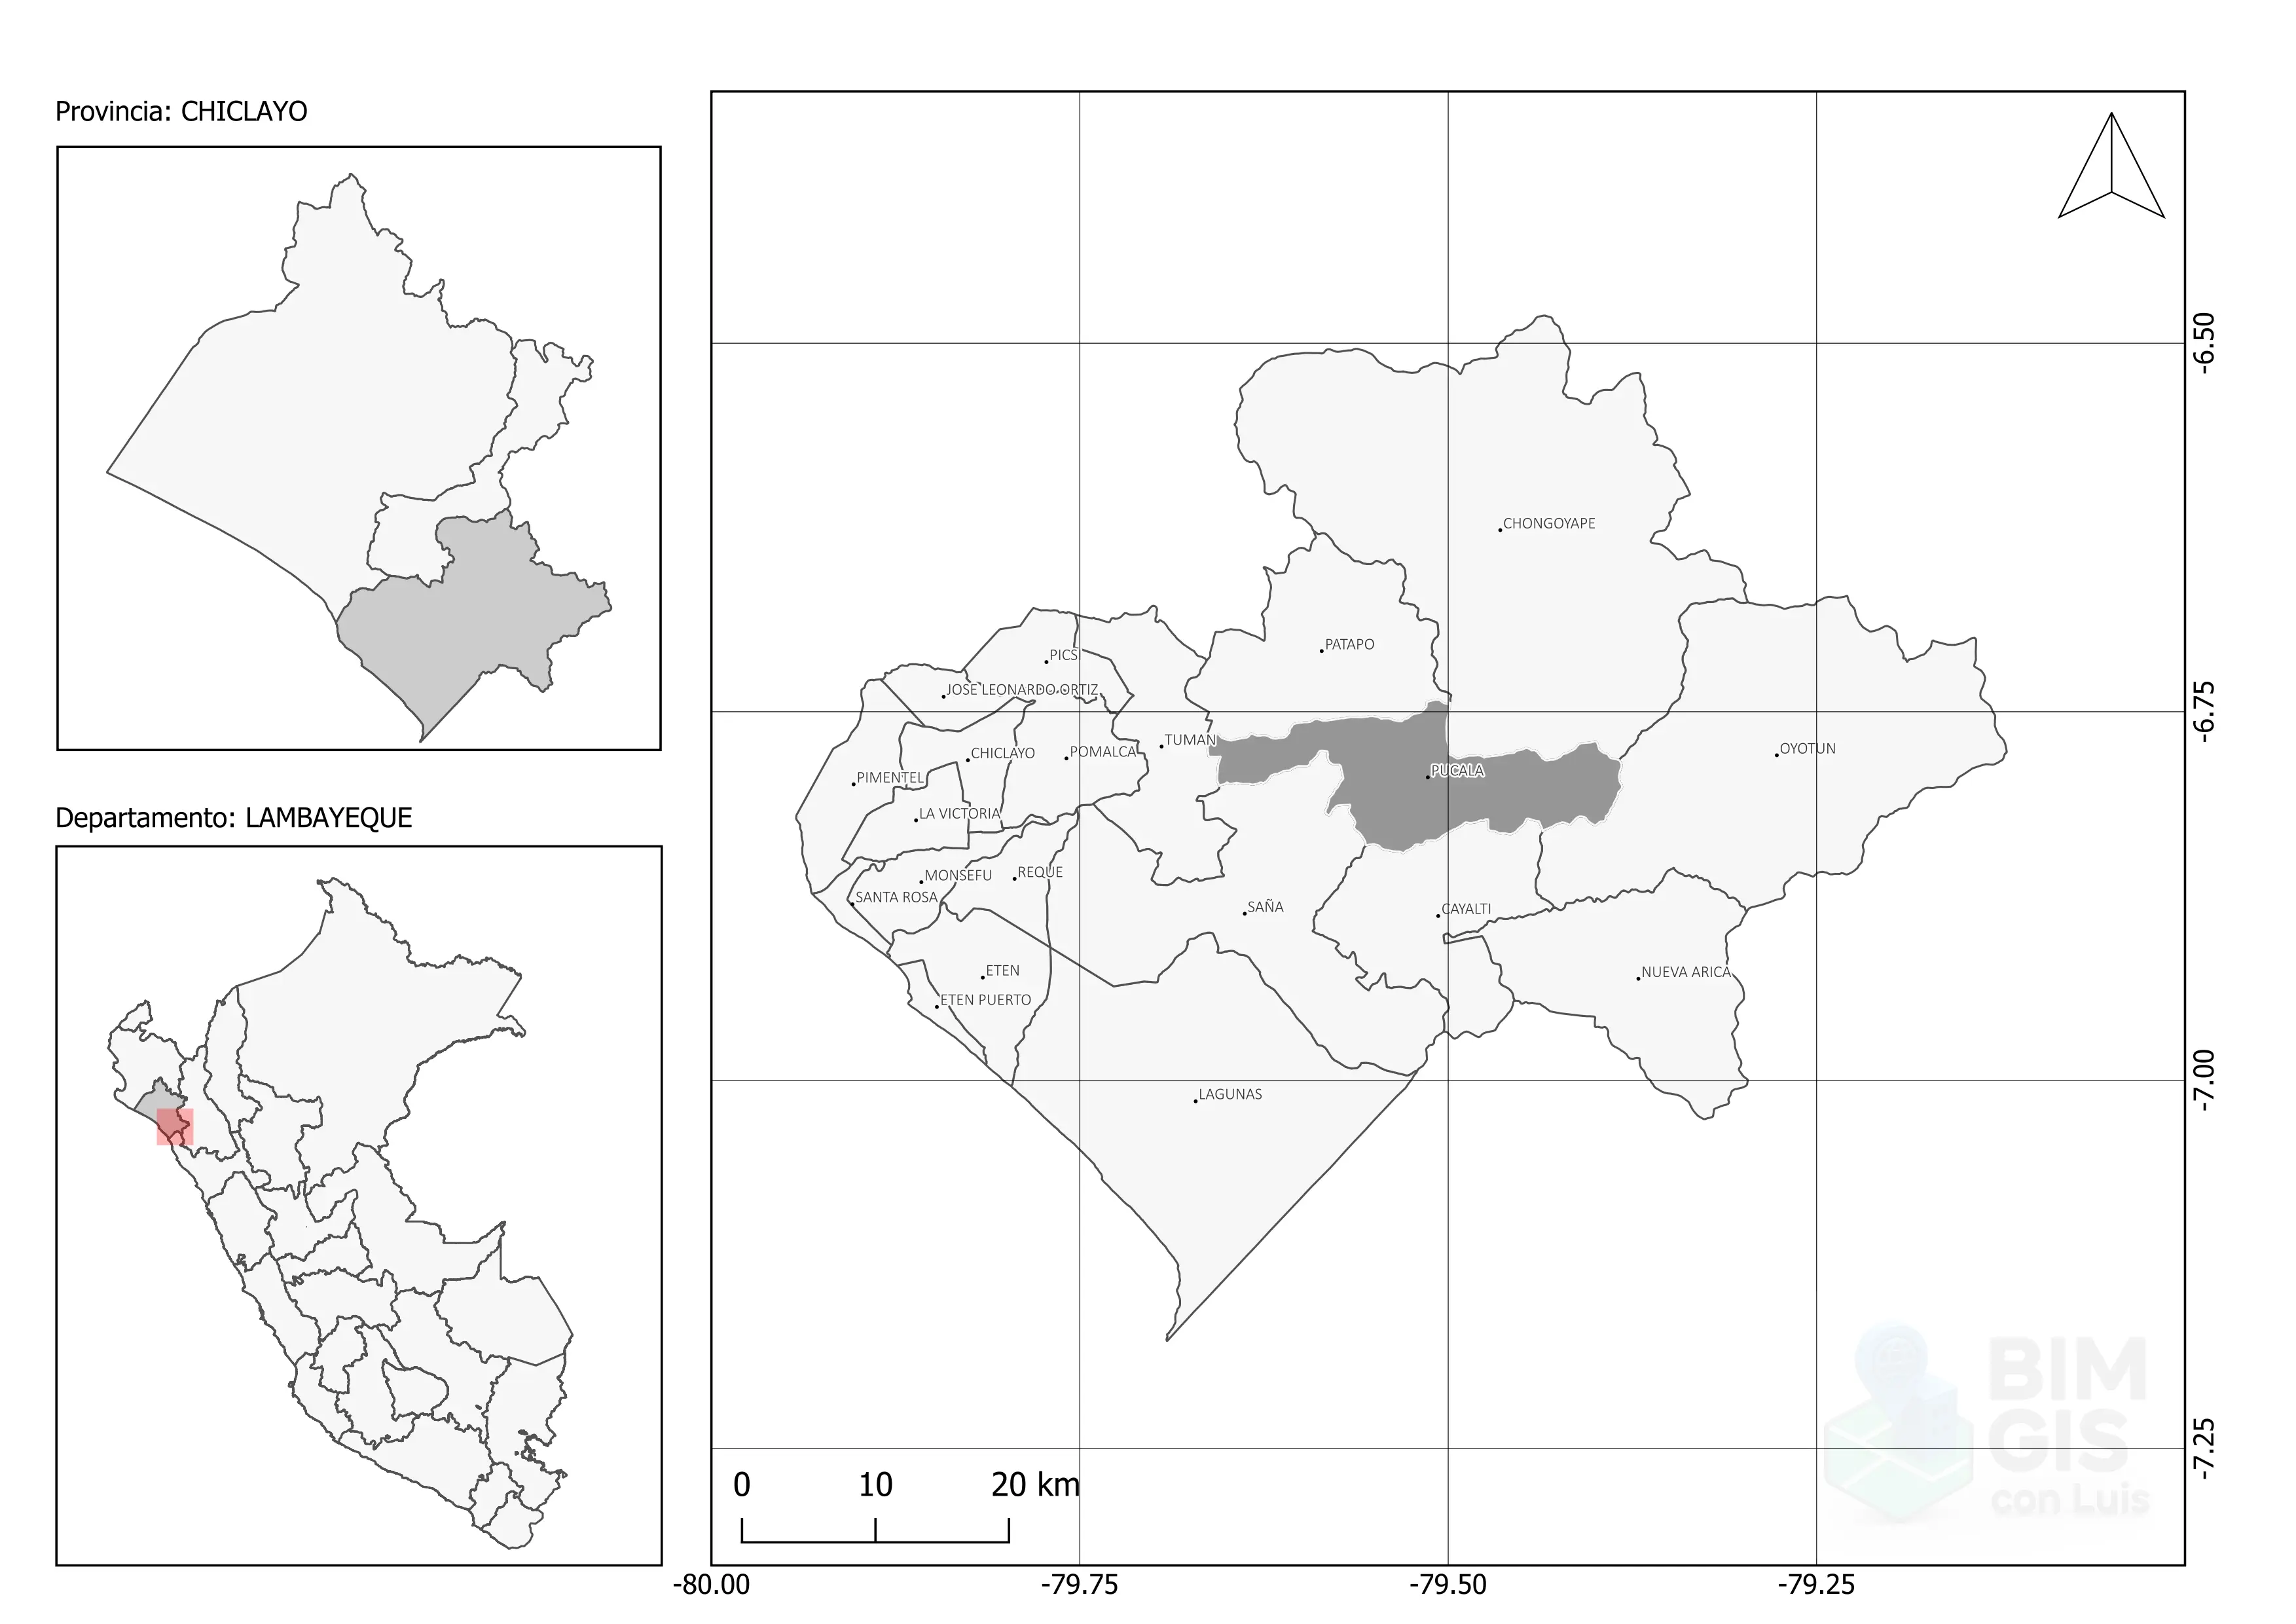 Provincia: CHICLAYO
Departamento: LAMBAYEQUE
CHONGOYAPE
PATAPO
PICSI
JOSE LEONARDO ORTIZ
TUMAN
OYOTUN
CHICLAYO
POMALCA
PUCALA
PIMENTEL
LA VICTORIA
REQUE
MONSEFU
SANTA ROSA
SAÑA
CAYALTI
ETEN
NUEVA ARICA
ETEN PUERTO
LAGUNAS
-6.50
-6.75
-7.00
-7.25
0 10 20 km
-80.00 -79.75 -79.50 -79.25
BIM
GIS
con Luis